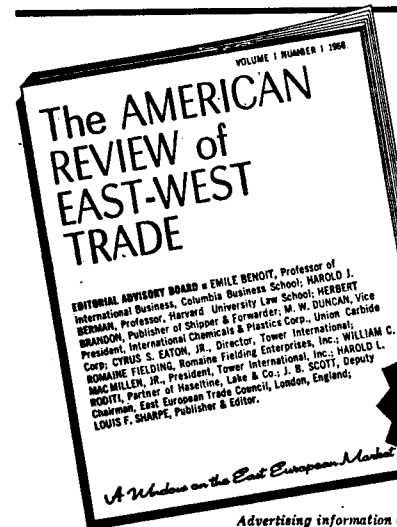 VOLUME I NUMBER I 1968.
The AMERICAN
REVIEW of
EAST-WEST
TRADE
EDITORIAL ADVISORY BOARD • EMILE BENOIT, Professor of
International Business, Columbia Business School; HAROLD J.
BERMAN, Professor, Harvard University Law School; HERBERT
BRANDON, Publisher of Shipper & Forwarder; M. W. DUNCAN, Vice
President, International Chemicals & Plastics Corp., Union Carbide
Corp; CYRUS S. EATON, JR., Director, Tower International;
ROMAINE FIELDING, Romaine Fielding Enterprises, Inc.; WILLIAM C.
MAC MILLEN, JR., President, Tower International, Inc.; HAROLD L.
RODITI, Partner of Haseltine, Lake & Co.; J. B. SCOTT, Deputy
Chairman, East European Trade Council, London, England;
LOUIS F. SHARPE, Publisher & Editor.
A Window on the East European Market
Advertising information